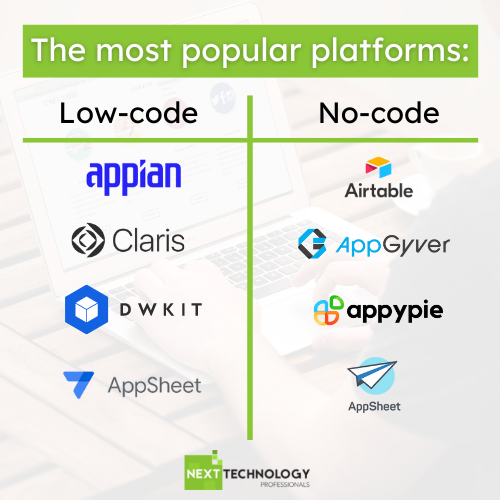 The most popular platforms:
Low-code
No-code
appian
Airtable
Claris
AppGyver
DWKIT
appypie
AppSheet
AppSheet
NEXT TECHNOLOGY
PROFESSIONALS